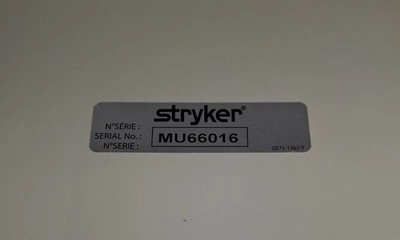 stryker®
N°SÉRIE :
SERIAL No. : MU66016
N°SERIE :